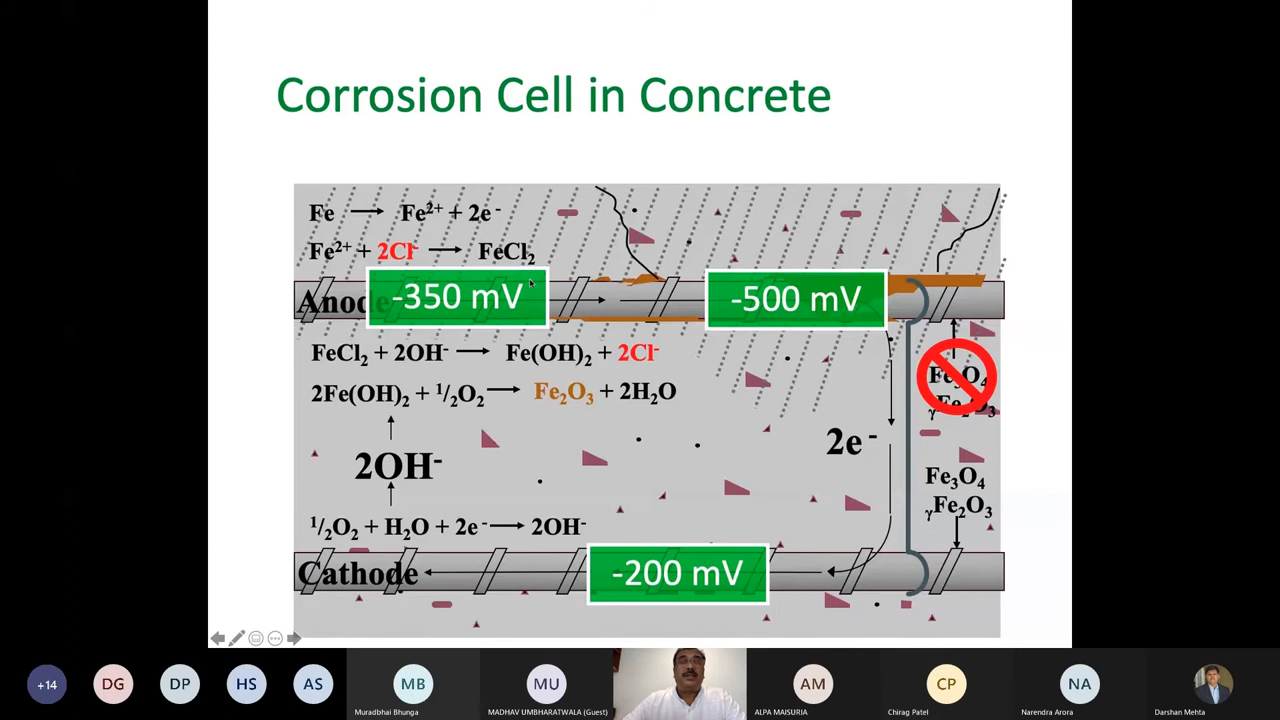 Corrosion Cell in Concrete
Fe → Fe²⁺ + 2e⁻
Fe²⁺ + 2Cl⁻ → FeCl₂
Anode
-350 mV
-500 mV
FeCl₂ + 2OH⁻ → Fe(OH)₂ + 2Cl⁻
2Fe(OH)₂ + ¹/₂O₂ → Fe₂O₃ + 2H₂O
Fe₃O₄
γFe₂O₃
2e⁻
2OH⁻
Fe₃O₄
γFe₂O₃
¹/₂O₂ + H₂O + 2e⁻ → 2OH⁻
Cathode
-200 mV
+14
DG
DP
HS
AS
MB
MU
AM
CP
NA
Muradbhai Bhunga
MADHAV UMBHARATWALA (Guest)
ALPA MAISURIA
Chirag Patel
Narendra Arora
Darshan Mehta